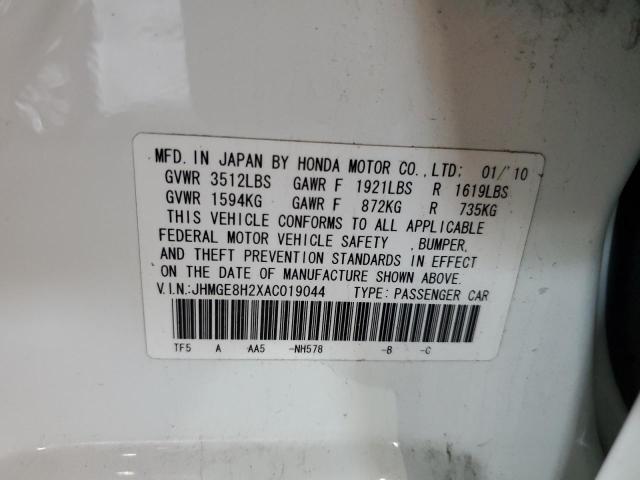 MFD. IN JAPAN BY HONDA MOTOR CO.,LTD: 01/'10
GVWR 3512LBS GAWR F 1921LBS R 1619LBS
GVWR 1594KG GAWR F 872KG R 735KG
THIS VEHICLE CONFORMS TO ALL APPLICABLE
FEDERAL MOTOR VEHICLE SAFETY ,BUMPER,
AND THEFT PREVENTION STANDARDS IN EFFECT
ON THE DATE OF MANUFACTURE SHOWN ABOVE.
V.I.N:JHMGE8H2XAC019044 TYPE: PASSENGER CAR
TF5 A AA5 -NH578 -B -C